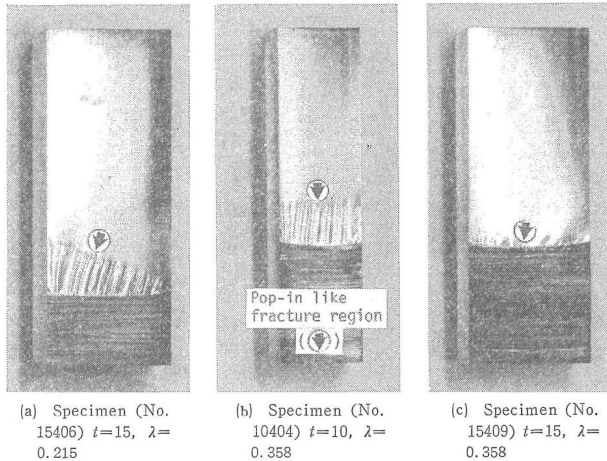 Pop-in like
fracture region
(a) Specimen (No.
15406) t=15, λ=
0.215
(b) Specimen (No.
10404) t=10, λ=
0.358
(c) Specimen (No.
15409) t=15, λ=
0.358